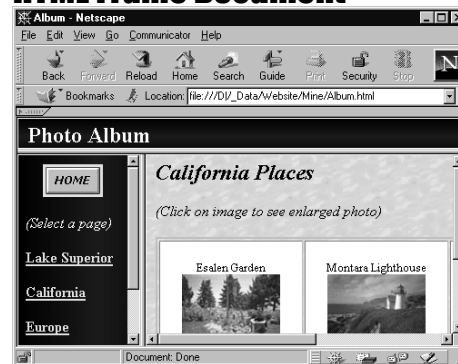 HTML Frame Document
Album - Netscape
File Edit View Go Communicator Help
Back Forward Reload Home Search Guide Print Security Stop
Bookmarks Location: file:///D|/_Data/Website/Mine/Album.html
Photo Album
HOME
(Select a page)
Lake Superior
California
Europe
California Places
(Click on image to see enlarged photo)
Esalen Garden Montara Lighthouse
Document: Done